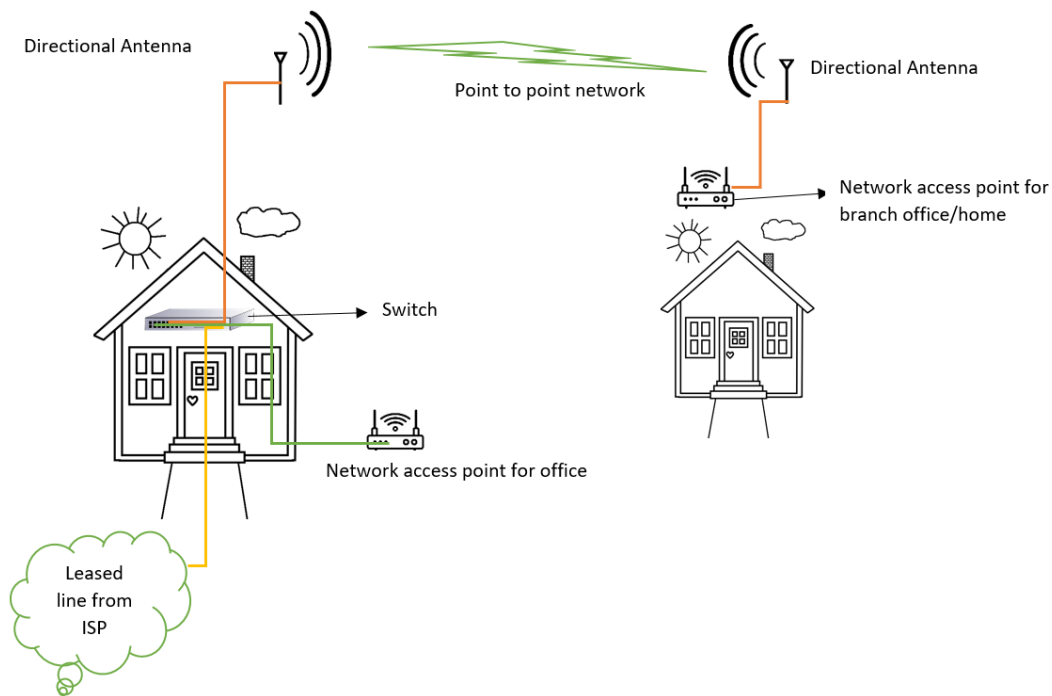 Directional Antenna
Point to point network
Directional Antenna
Network access point for
branch office/home
Switch
Network access point for office
Leased
line from
ISP